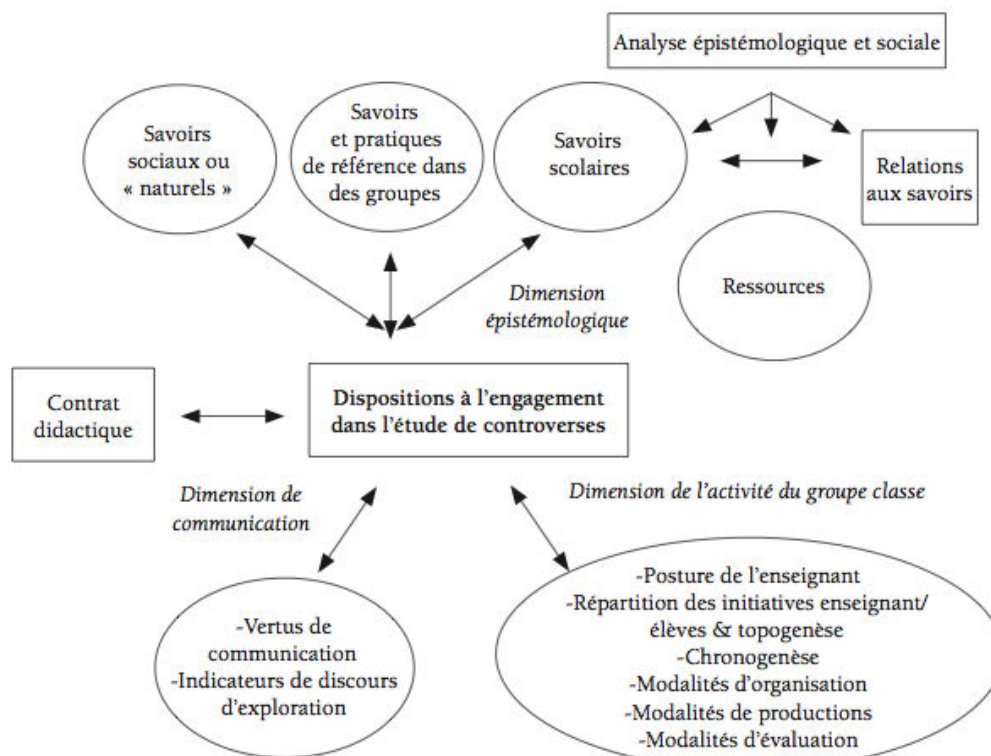 Analyse épistémologique et sociale
Savoirs
sociaux ou
« naturels »
Savoirs
et pratiques
de référence dans
des groupes
Savoirs
scolaires
Relations
aux savoirs
Ressources
Dimension
épistémologique
Contrat
didactique
Dispositions à l'engagement
dans l'étude de controverses
Dimension de
communication
Dimension de l'activité du groupe classe
-Vertus de
communication
-Indicateurs de discours
d'exploration
-Posture de l'enseignant
-Répartition des initiatives enseignant/
élèves & topogenèse
-Chronogenèse
-Modalités d'organisation
-Modalités de productions
-Modalités d'évaluation